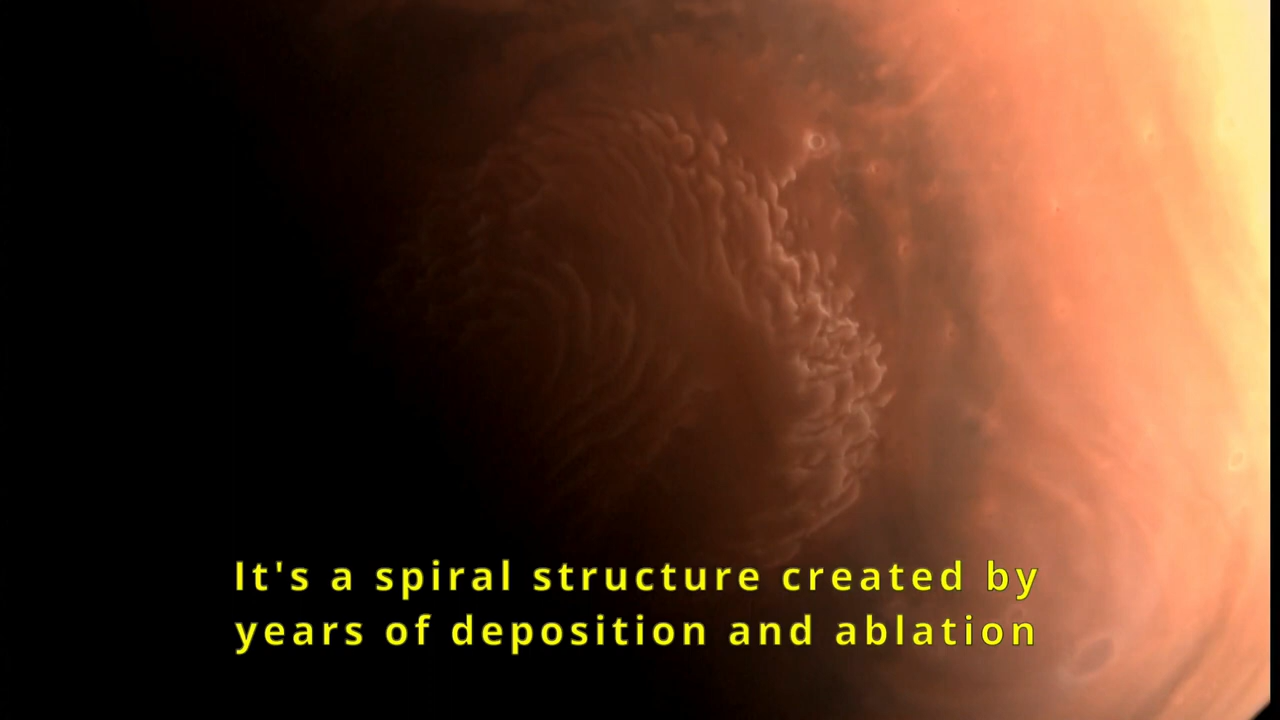 It's a spiral structure created by
years of deposition and ablation